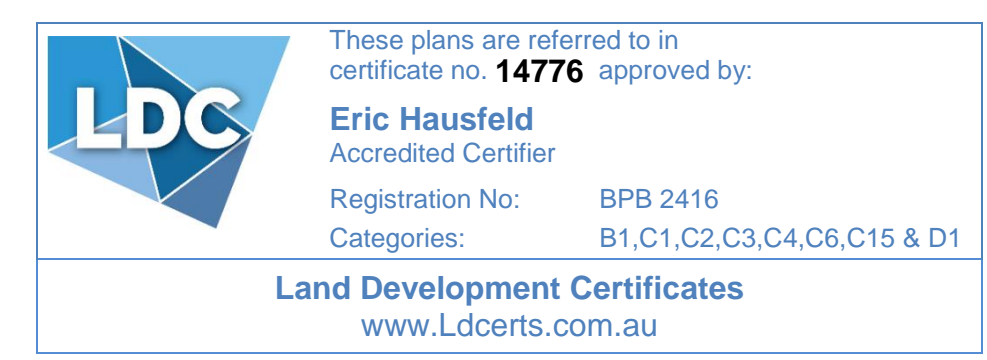 LDC
These plans are referred to in
certificate no. 14776 approved by:
Eric Hausfeld
Accredited Certifier
Registration No: BPB 2416
Categories: B1,C1,C2,C3,C4,C6,C15 & D1
Land Development Certificates
www.Ldcerts.com.au